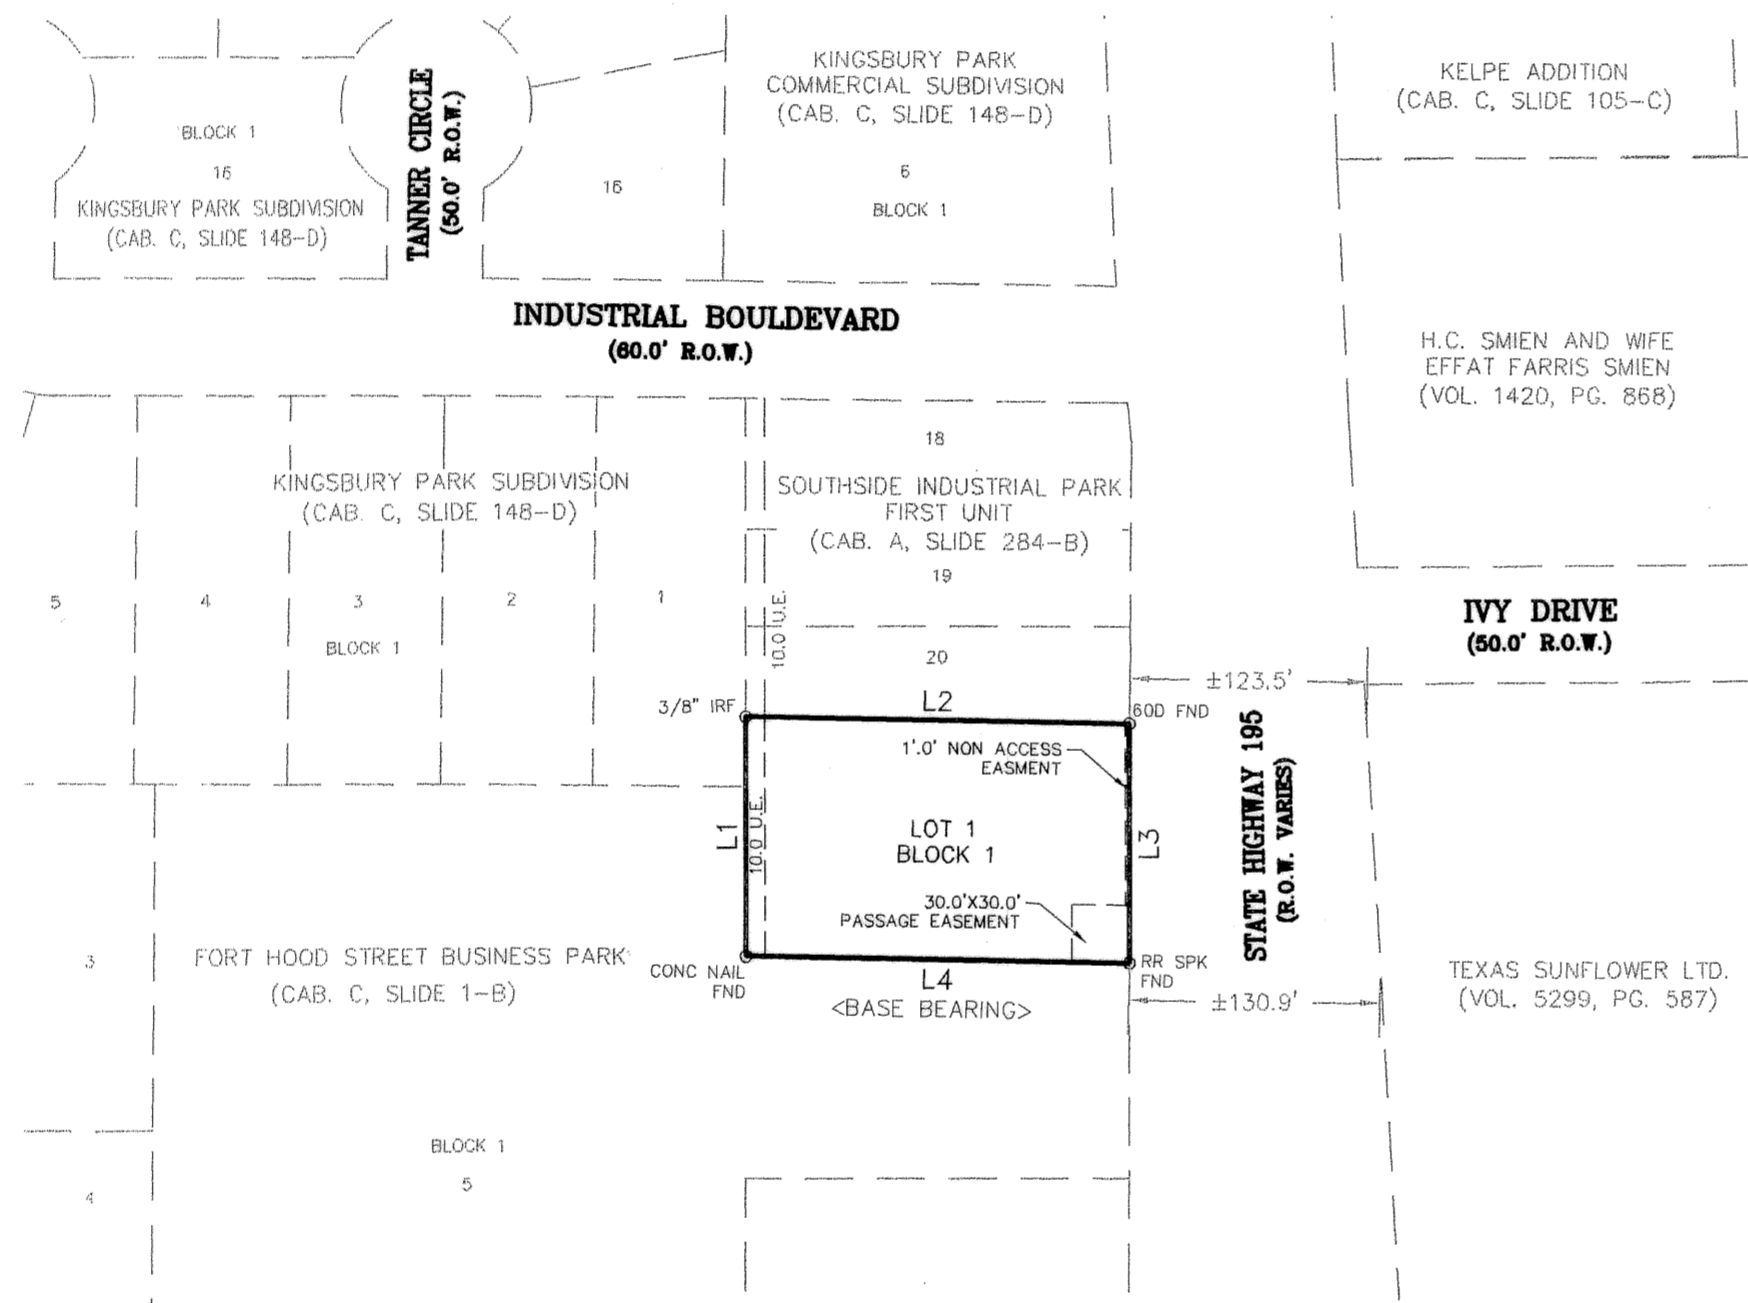 BLOCK 1
16
KINGSBURY PARK SUBDIVISION
(CAB. C, SLIDE 148-D)
TANNER CIRCLE
(50.0' R.O.W.)
16
KINGSBURY PARK
COMMERCIAL SUBDIVISION
(CAB. C, SLIDE 148-D)
6
BLOCK 1
KELPE ADDITION
(CAB. C, SLIDE 105-C)
INDUSTRIAL BOULDEVARD
(60.0' R.O.W.)
H.C. SMIEN AND WIFE
EFFAT FARRIS SMIEN
(VOL. 1420, PG. 868)
KINGSBURY PARK SUBDIVISION
(CAB. C, SLIDE 148-D)
5
4
3
2
1
BLOCK 1
18
SOUTHSIDE INDUSTRIAL PARK
FIRST UNIT
(CAB. A, SLIDE 284-B)
19
10.0 U.E.
20
IVY DRIVE
(50.0' R.O.W.)
±123.5'
3/8" IRF
L2
60D FND
1'.0' NON ACCESS
EASMENT
L1
10.0 U.E.
LOT 1
BLOCK 1
L3
STATE HIGHWAY 195
(R.O.W. VARIES)
30.0'X30.0'
PASSAGE EASEMENT
3
FORT HOOD STREET BUSINESS PARK
(CAB. C, SLIDE 1-B)
CONC NAIL
FND
L4
<BASE BEARING>
RR SPK
FND
±130.9'
TEXAS SUNFLOWER LTD.
(VOL. 5299, PG. 587)
BLOCK 1
5
4